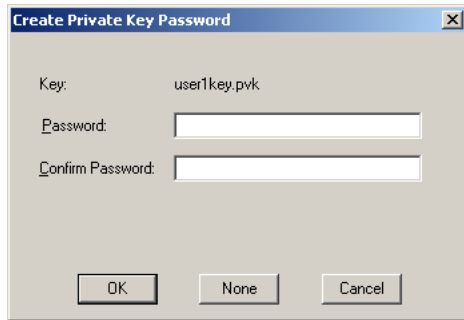 Create Private Key Password
Key: user1key.pvk
Password:
Confirm Password:
OK None Cancel